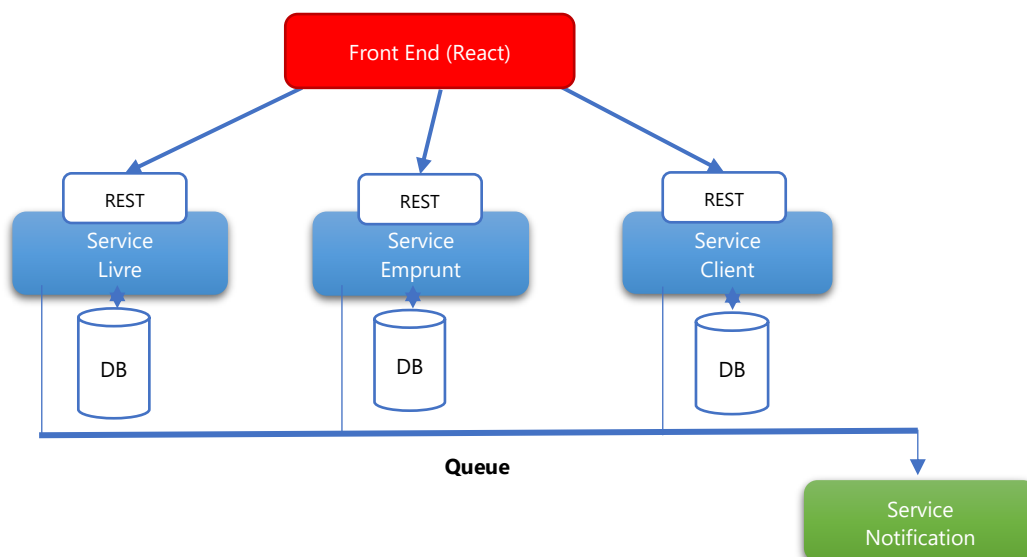 Front End (React)
REST
REST
REST
Service
Livre
Service
Emprunt
Service
Client
DB
DB
DB
Queue
Service
Notification